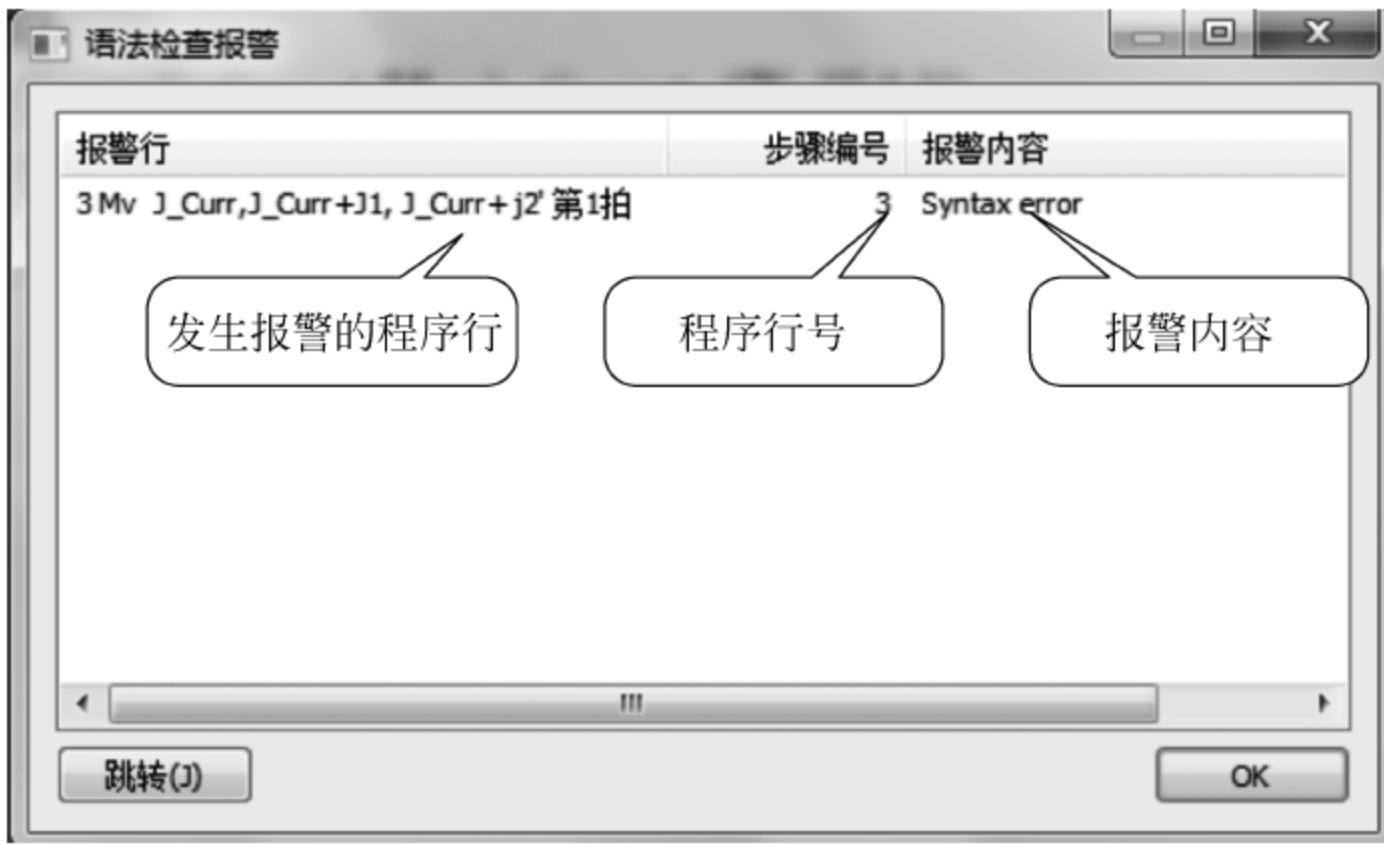 语法检查报警
报警行 步骤编号 报警内容
3 Mv J_Curr,J_Curr+J1, J_Curr+ j2' 第1拍 3 Syntax error
发生报警的程序行 程序行号 报警内容
跳转(J) OK